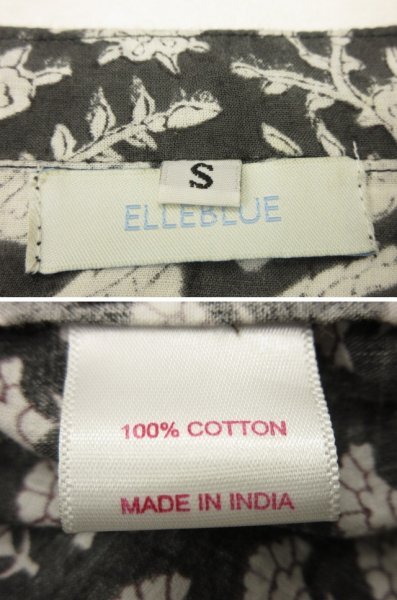 S
ELLEBLUE
100% COTTON
MADE IN INDIA